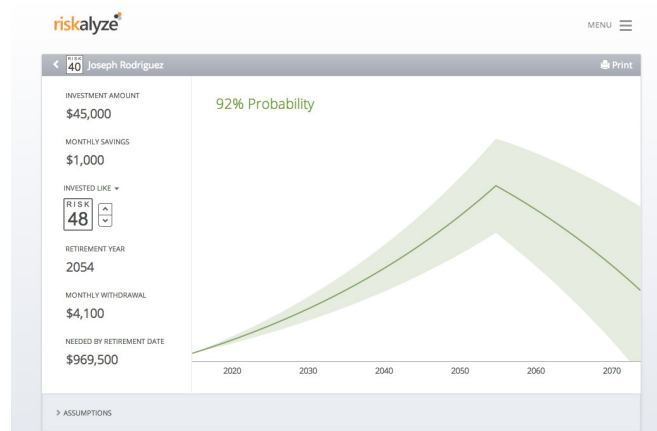 riskalyze
MENU
RISK
40
Joseph Rodriguez
Print
INVESTMENT AMOUNT
$45,000
MONTHLY SAVINGS
$1,000
INVESTED LIKE
RISK
48
RETIREMENT YEAR
2054
MONTHLY WITHDRAWAL
$4,100
NEEDED BY RETIREMENT DATE
$969,500
92% Probability
2020 2030 2040 2050 2060 2070
ASSUMPTIONS